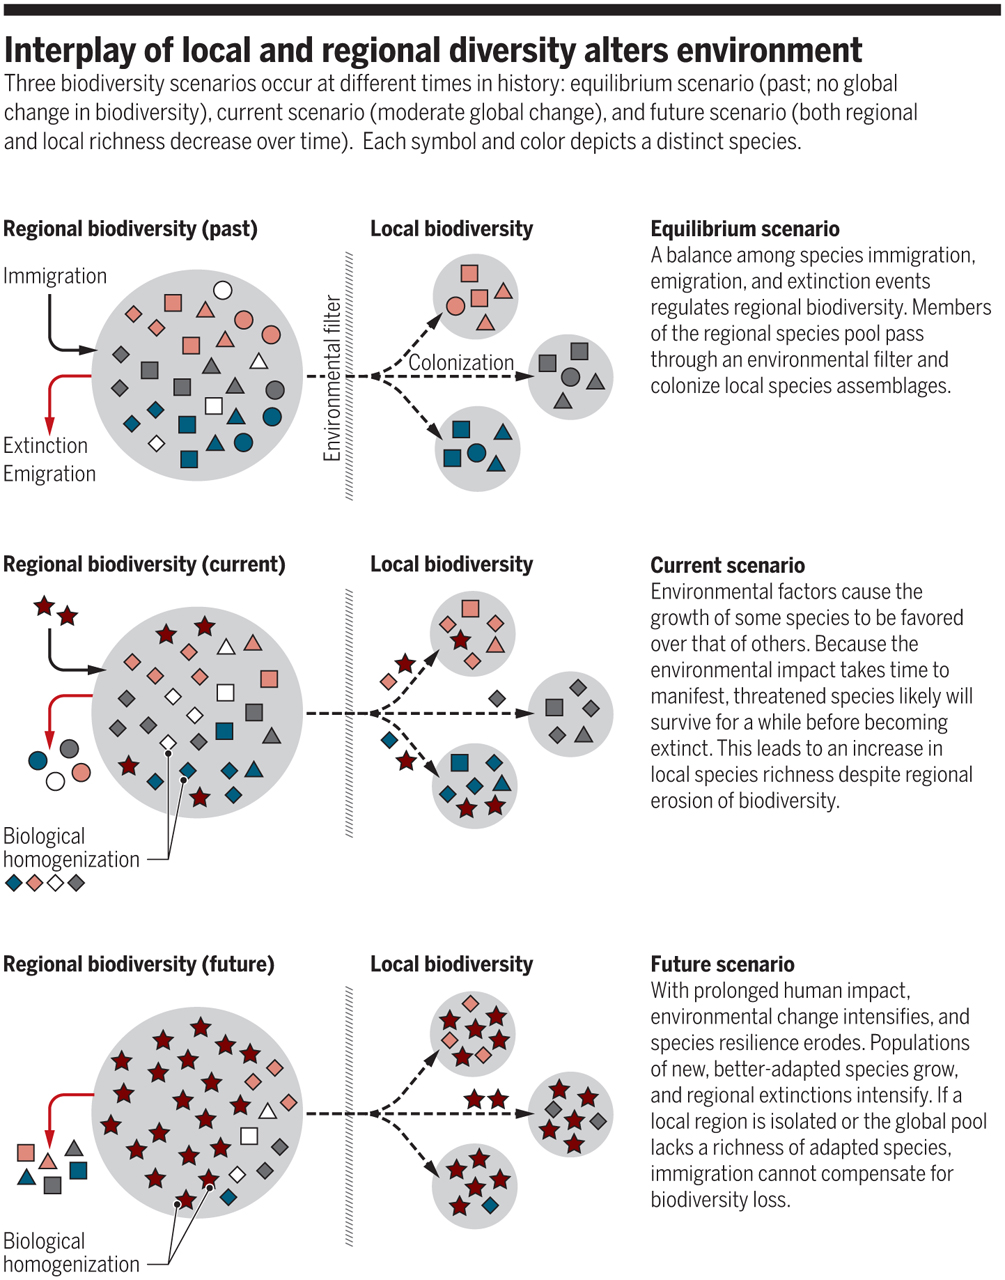 Interplay of local and regional diversity alters environment
Three biodiversity scenarios occur at different times in history: equilibrium scenario (past; no global
change in biodiversity), current scenario (moderate global change), and future scenario (both regional
and local richness decrease over time). Each symbol and color depicts a distinct species.
Regional biodiversity (past)
Immigration
Extinction
Emigration
Environmental filter
Local biodiversity
Colonization
Equilibrium scenario
A balance among species immigration,
emigration, and extinction events
regulates regional biodiversity. Members
of the regional species pool pass
through an environmental filter and
colonize local species assemblages.
Regional biodiversity (current)
Biological
homogenization
Local biodiversity
Current scenario
Environmental factors cause the
growth of some species to be favored
over that of others. Because the
environmental impact takes time to
manifest, threatened species likely will
survive for a while before becoming
extinct. This leads to an increase in
local species richness despite regional
erosion of biodiversity.
Regional biodiversity (future)
Biological
homogenization
Local biodiversity
Future scenario
With prolonged human impact,
environmental change intensifies, and
species resilience erodes. Populations
of new, better-adapted species grow,
and regional extinctions intensify. If a
local region is isolated or the global pool
lacks a richness of adapted species,
immigration cannot compensate for
biodiversity loss.